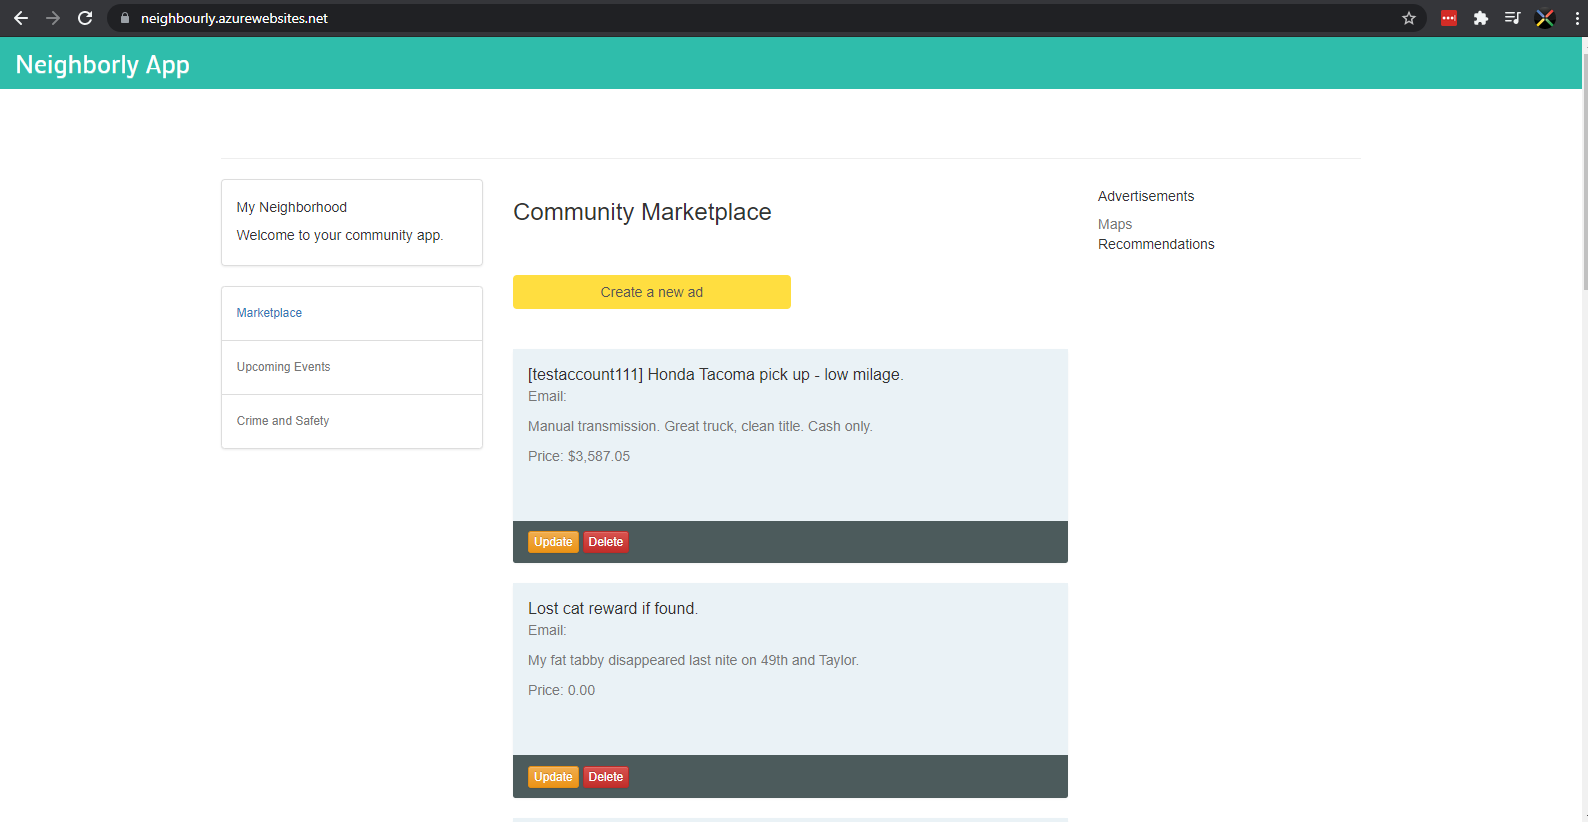 neighbourly.azurewebsites.net
Neighborly App
My Neighborhood
Welcome to your community app.
Marketplace
Upcoming Events
Crime and Safety
Community Marketplace
Create a new ad
[testaccount111] Honda Tacoma pick up - low milage.
Email:
Manual transmission. Great truck, clean title. Cash only.
Price: $3,587.05
Update Delete
Lost cat reward if found.
Email:
My fat tabby disappeared last nite on 49th and Taylor.
Price: 0.00
Update Delete
Advertisements
Maps
Recommendations